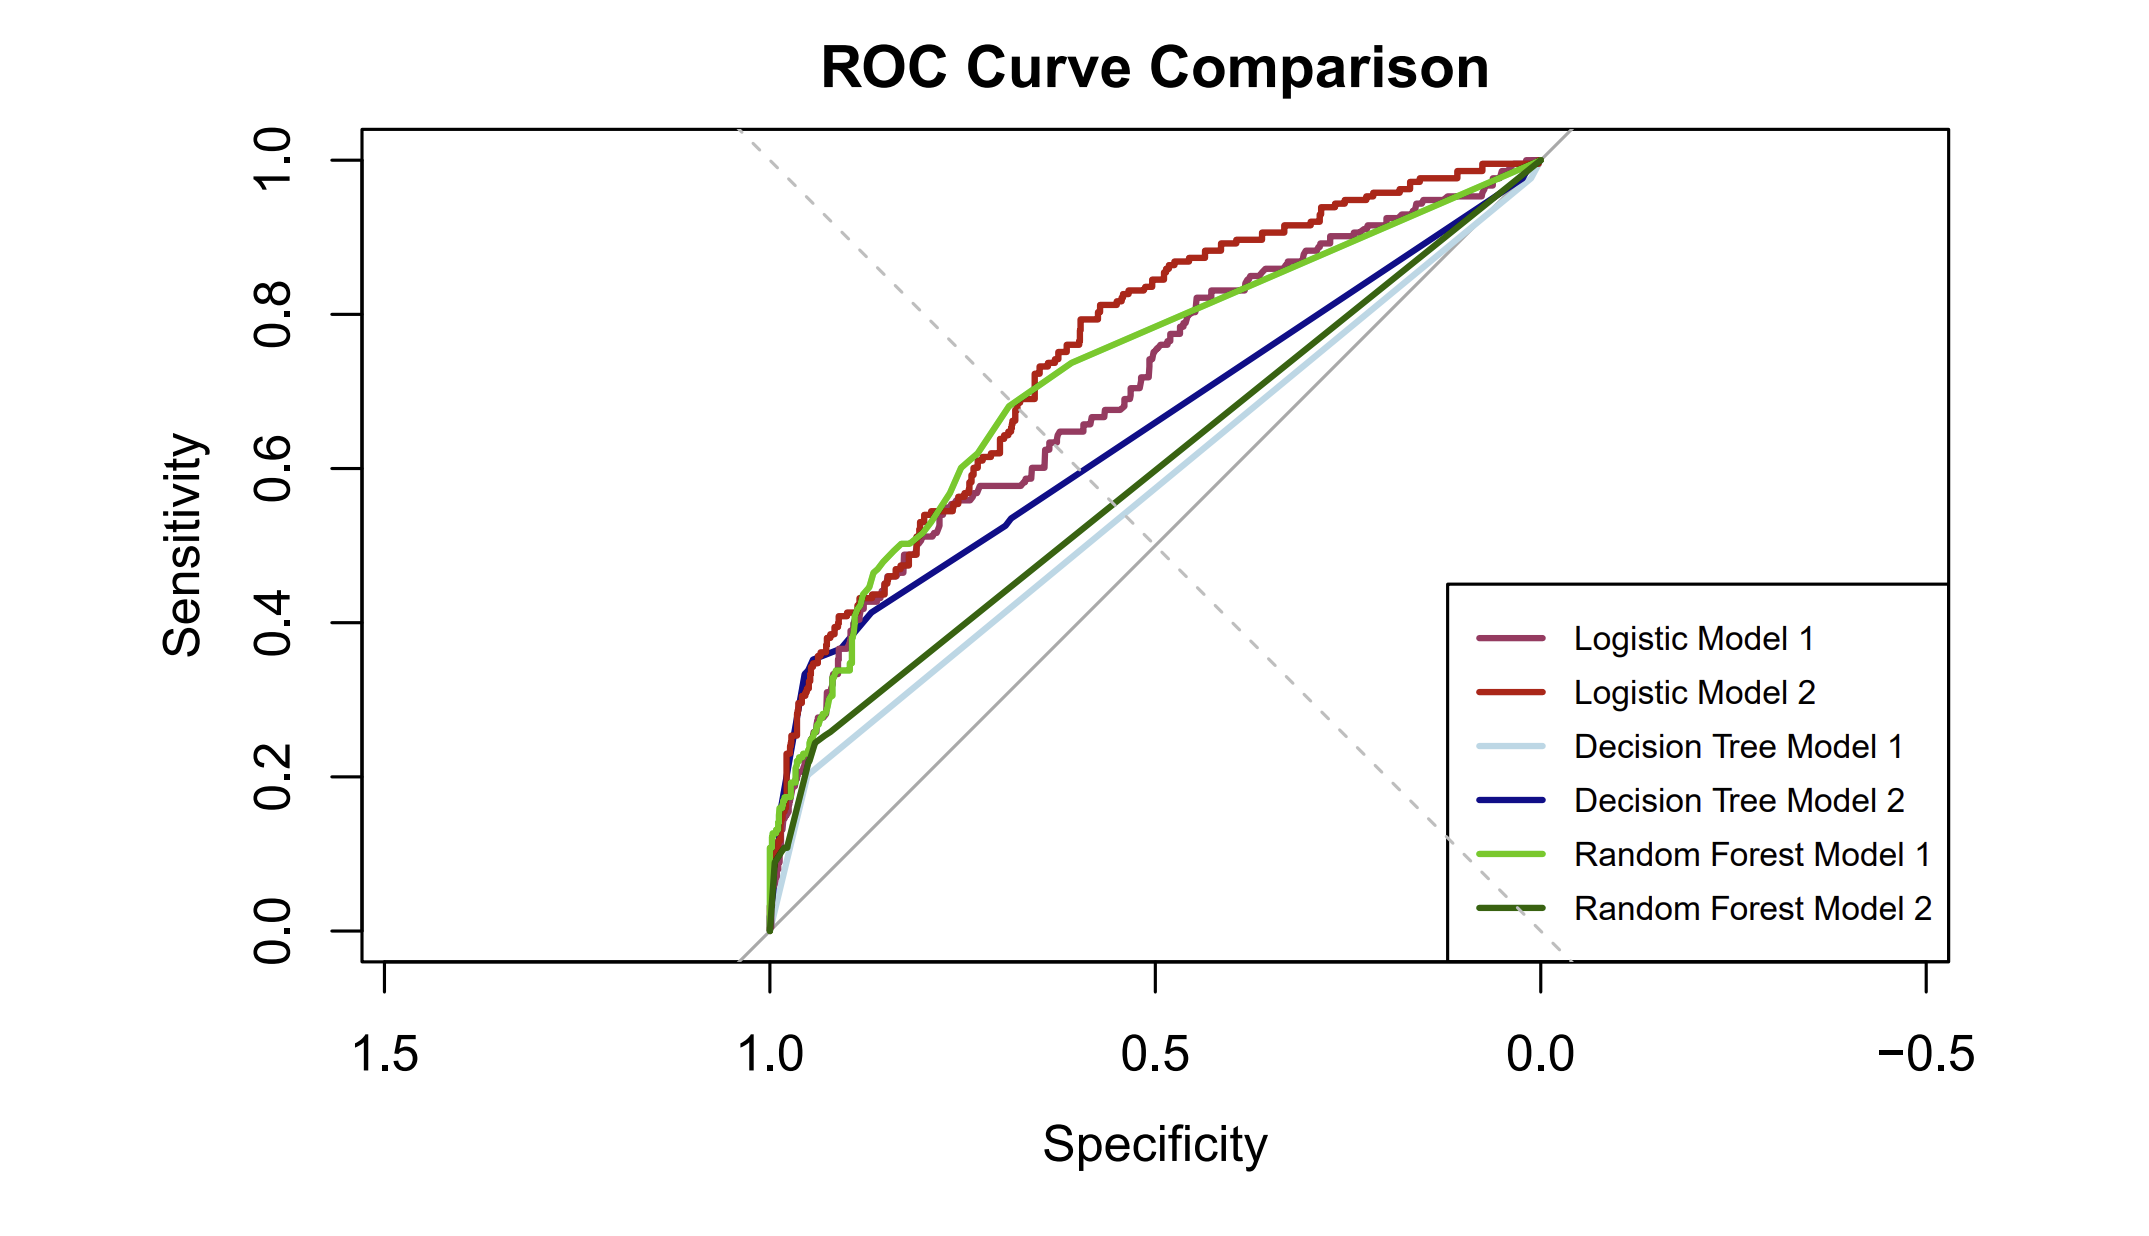 ROC Curve Comparison
Sensitivity
1.0
0.8
0.6
0.4
0.2
0.0
Logistic Model 1
Logistic Model 2
Decision Tree Model 1
Decision Tree Model 2
Random Forest Model 1
Random Forest Model 2
1.5 1.0 0.5 0.0 −0.5
Specificity